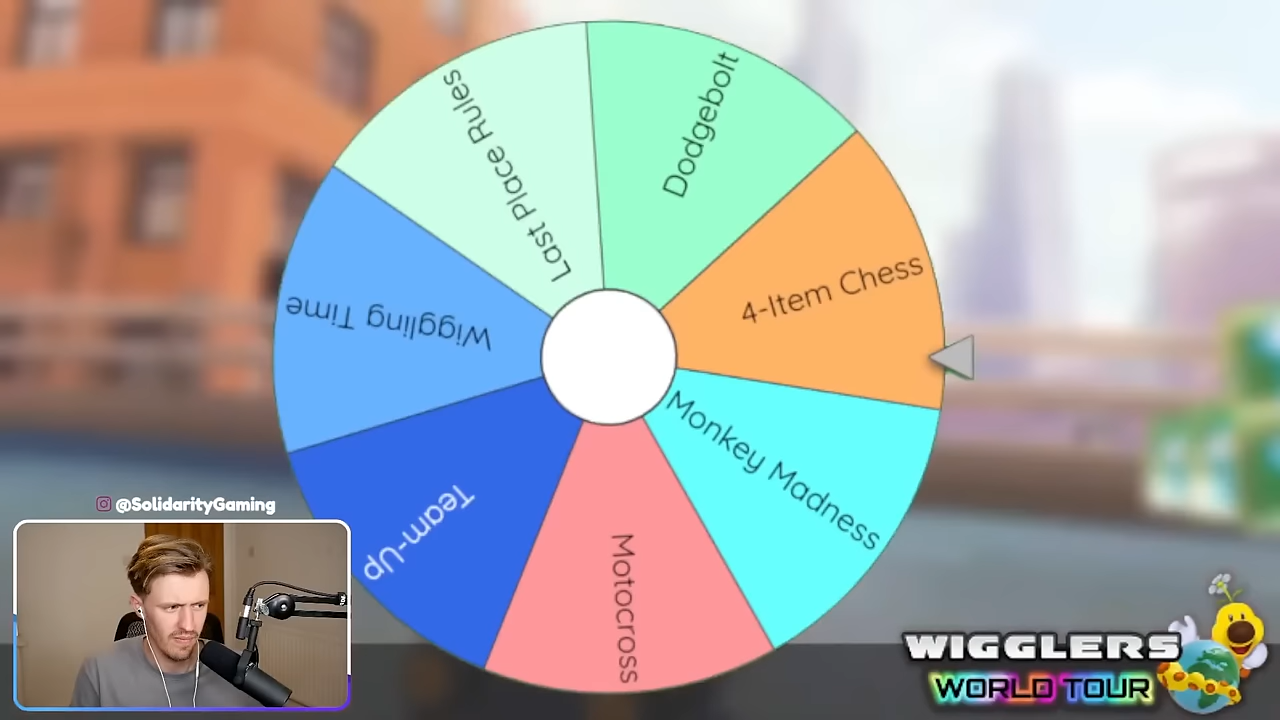 Dodgebolt
4-Item Chess
Monkey Madness
Motocross
Team-Up
Wiggling Time
Last Place Rules
@SolidarityGaming
WIGGLERS
WORLD TOUR